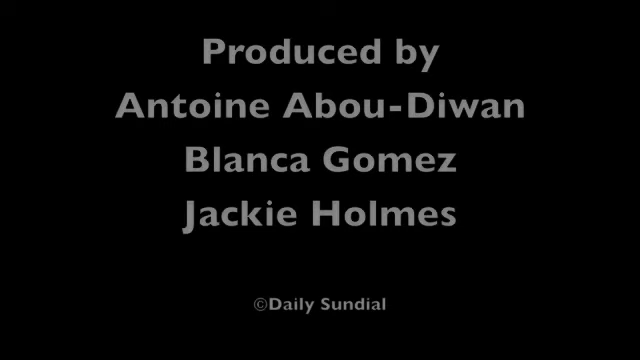 Produced by
Antoine Abou-Diwan
Blanca Gomez
Jackie Holmes
©Daily Sundial